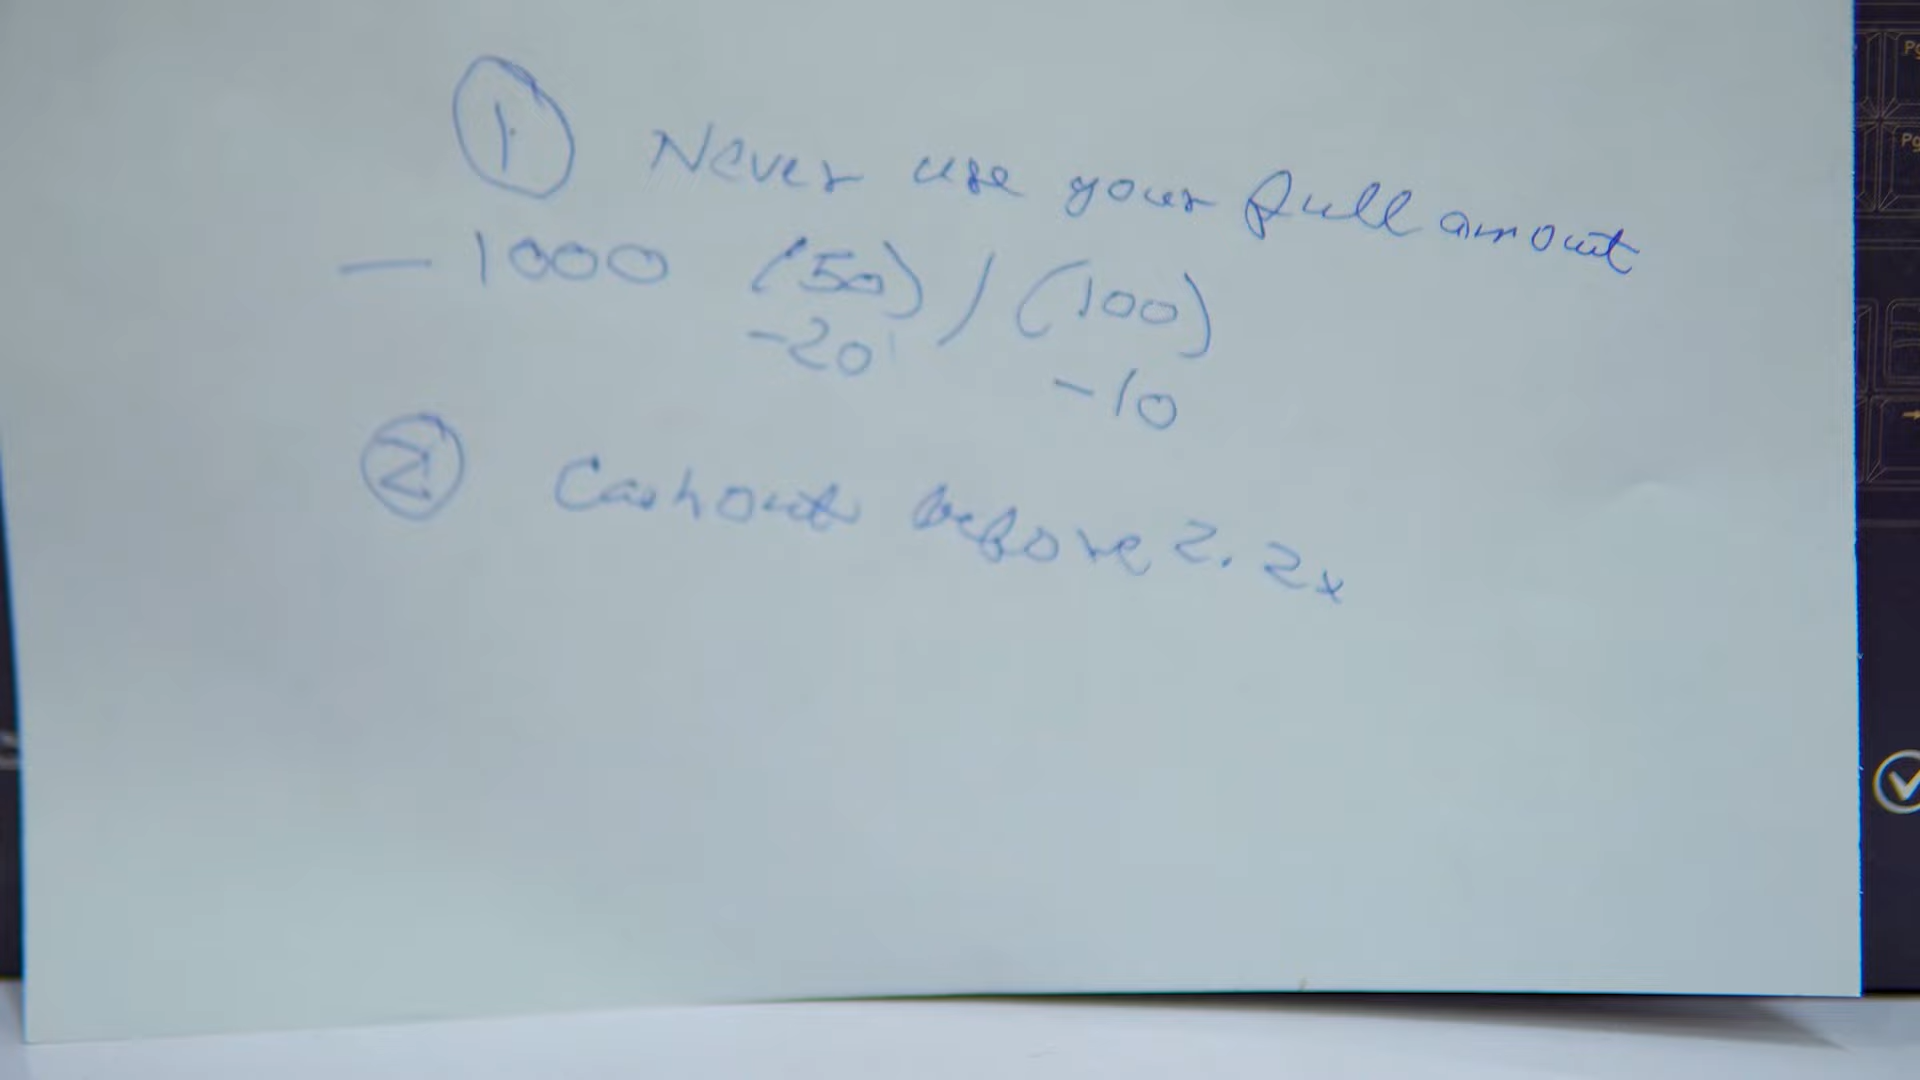 ① Never use your full amount
— 1000 (50) / (100)
-20 -10
② Cashout before 2.2x